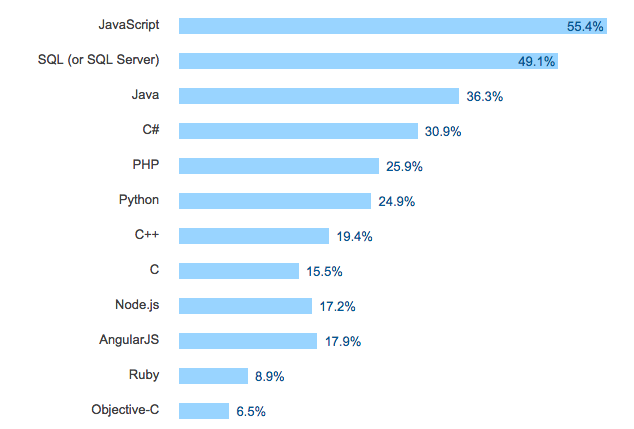 JavaScript 55.4%
SQL (or SQL Server) 49.1%
Java 36.3%
C# 30.9%
PHP 25.9%
Python 24.9%
C++ 19.4%
C 15.5%
Node.js 17.2%
AngularJS 17.9%
Ruby 8.9%
Objective-C 6.5%